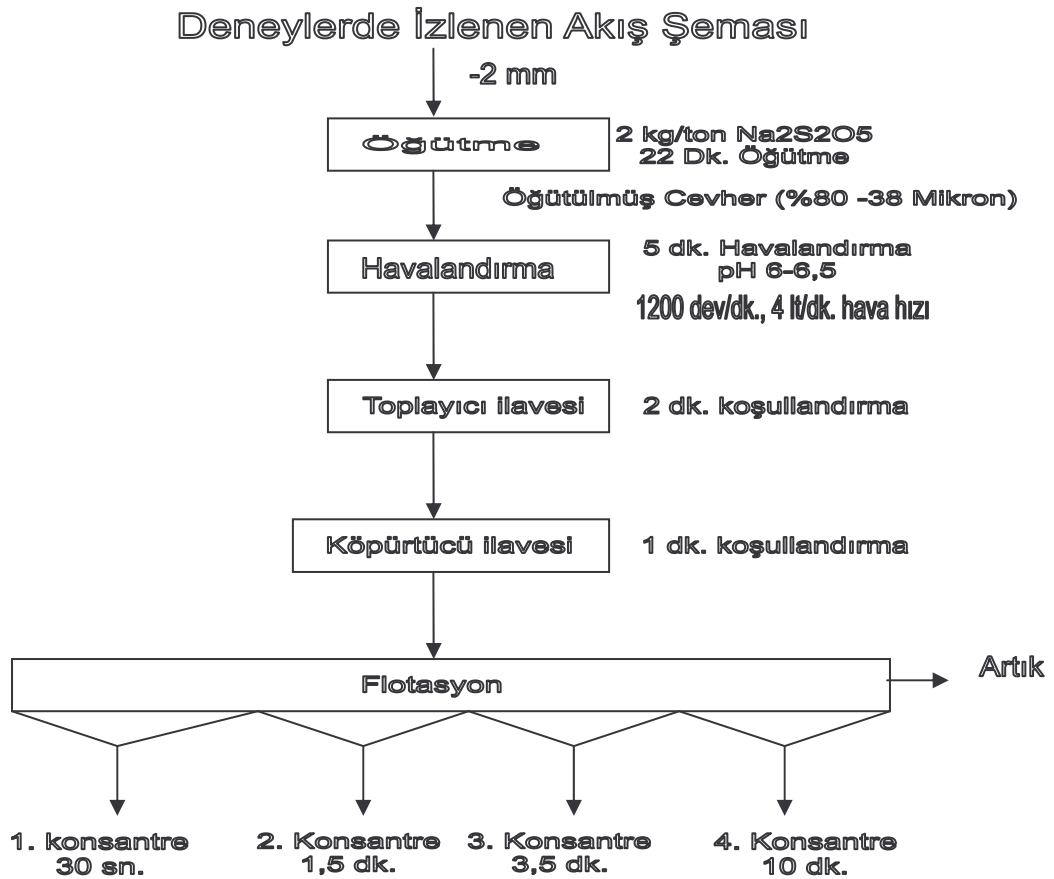 Deneylerde İzlenen Akış Şeması
-2 mm
Öğütme
2 kg/ton Na2S2O5
22 Dk. Öğütme
Öğütülmüş Cevher (%80 -38 Mikron)
Havalandırma
5 dk. Havalandırma
pH 6-6,5
1200 dev/dk., 4 lt/dk. hava hızı
Toplayıcı ilavesi
2 dk. koşullandırma
Köpürtücü ilavesi
1 dk. koşullandırma
Flotasyon
Artık
1. konsantre
30 sn.
2. Konsantre
1,5 dk.
3. Konsantre
3,5 dk.
4. Konsantre
10 dk.